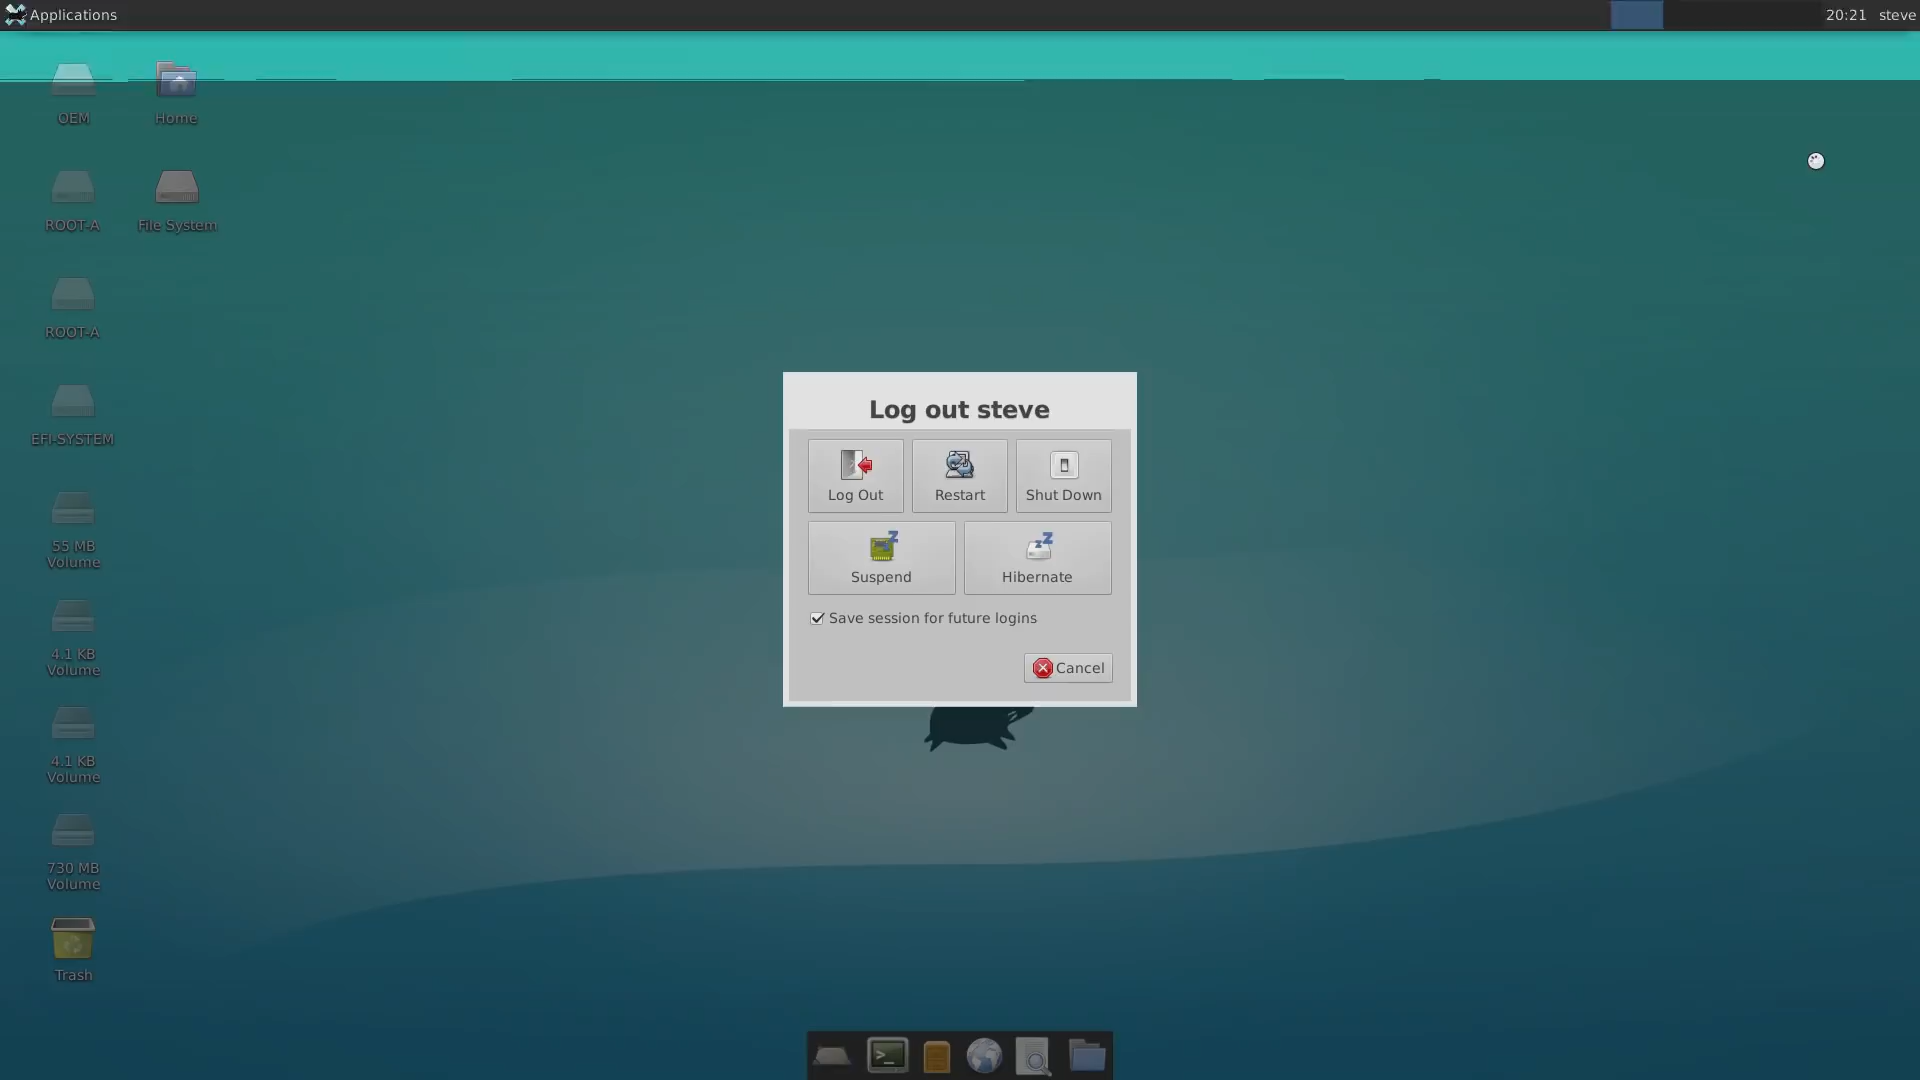 Applications
20:21 steve
OEM
Home
ROOT-A
File System
ROOT-A
EFI-SYSTEM
55 MB
Volume
4.1 KB
Volume
4.1 KB
Volume
730 MB
Volume
Trash
Log out steve
Log Out
Restart
Shut Down
Suspend
Hibernate
Save session for future logins
Cancel